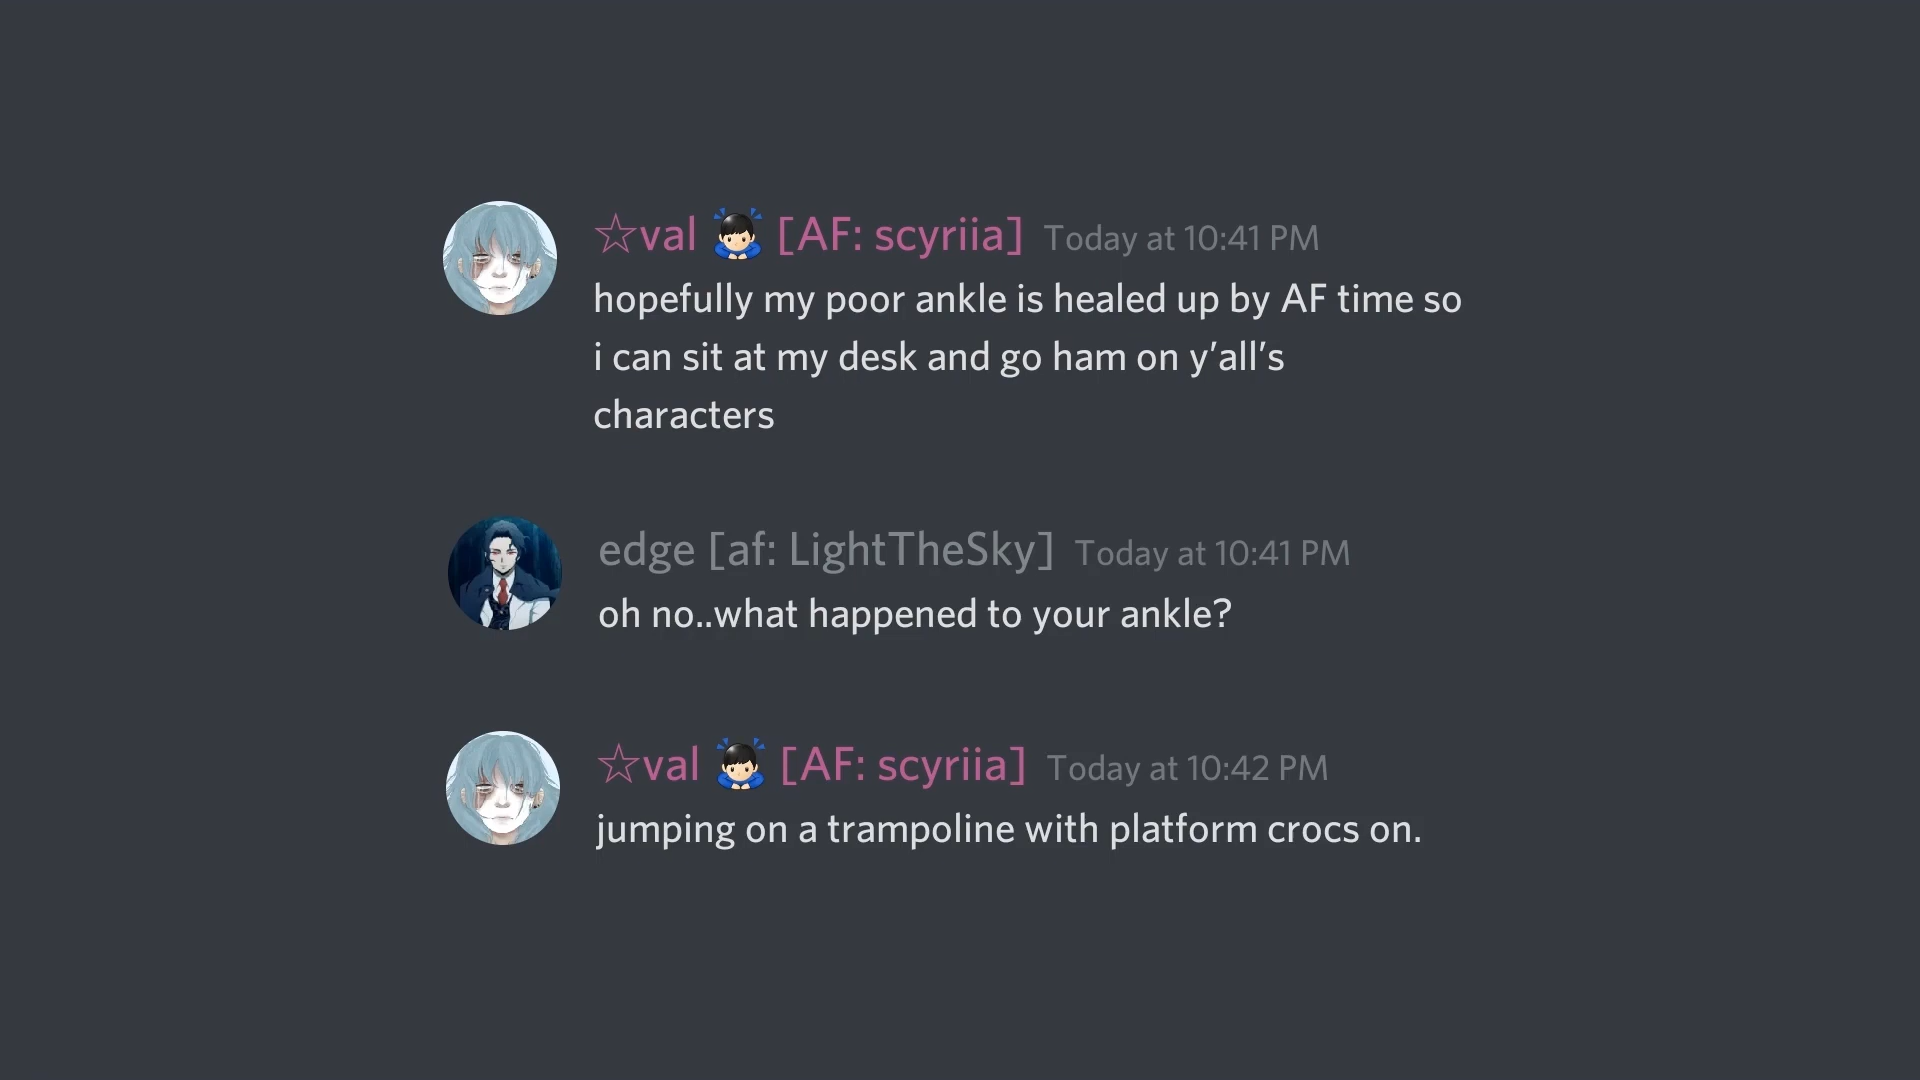 ☆val 🙇🏻‍♂️ [AF: scyriia] Today at 10:41 PM
hopefully my poor ankle is healed up by AF time so
i can sit at my desk and go ham on y’all’s
characters
edge [af: LightTheSky] Today at 10:41 PM
oh no..what happened to your ankle?
☆val 🙇🏻‍♂️ [AF: scyriia] Today at 10:42 PM
jumping on a trampoline with platform crocs on.